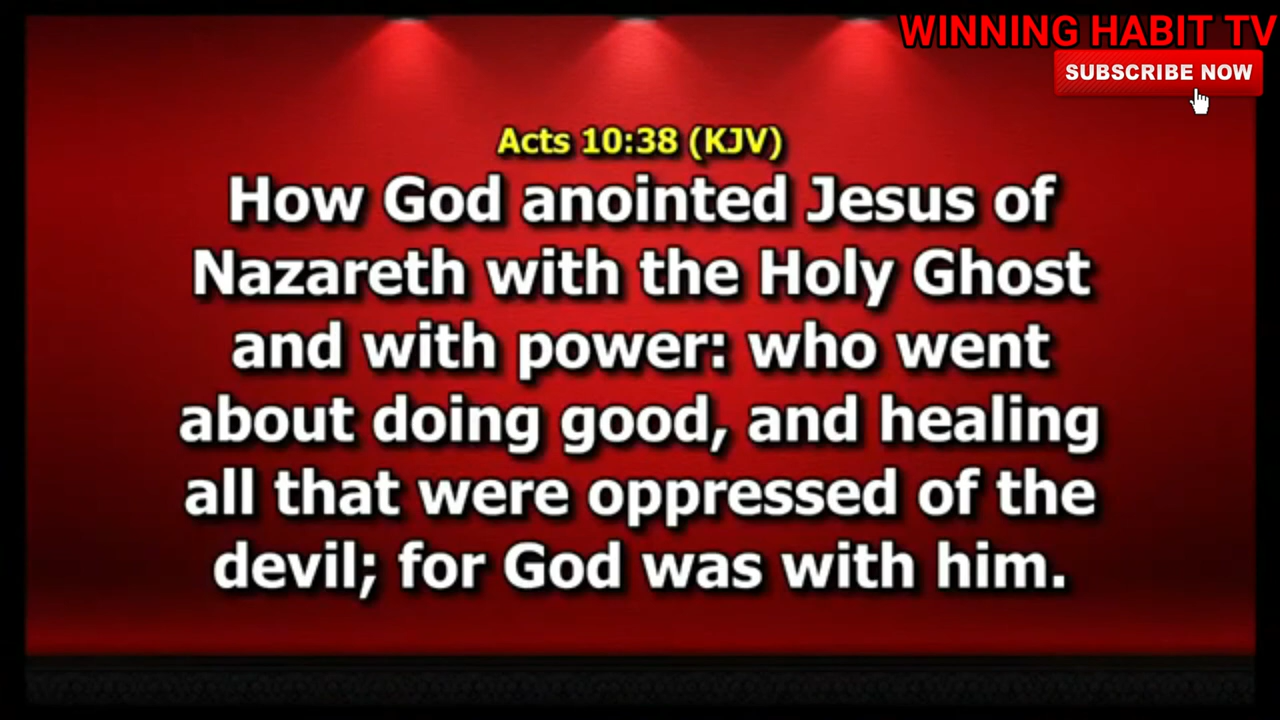 WINNING HABIT TV
SUBSCRIBE NOW
Acts 10:38 (KJV)
How God anointed Jesus of
Nazareth with the Holy Ghost
and with power: who went
about doing good, and healing
all that were oppressed of the
devil; for God was with him.